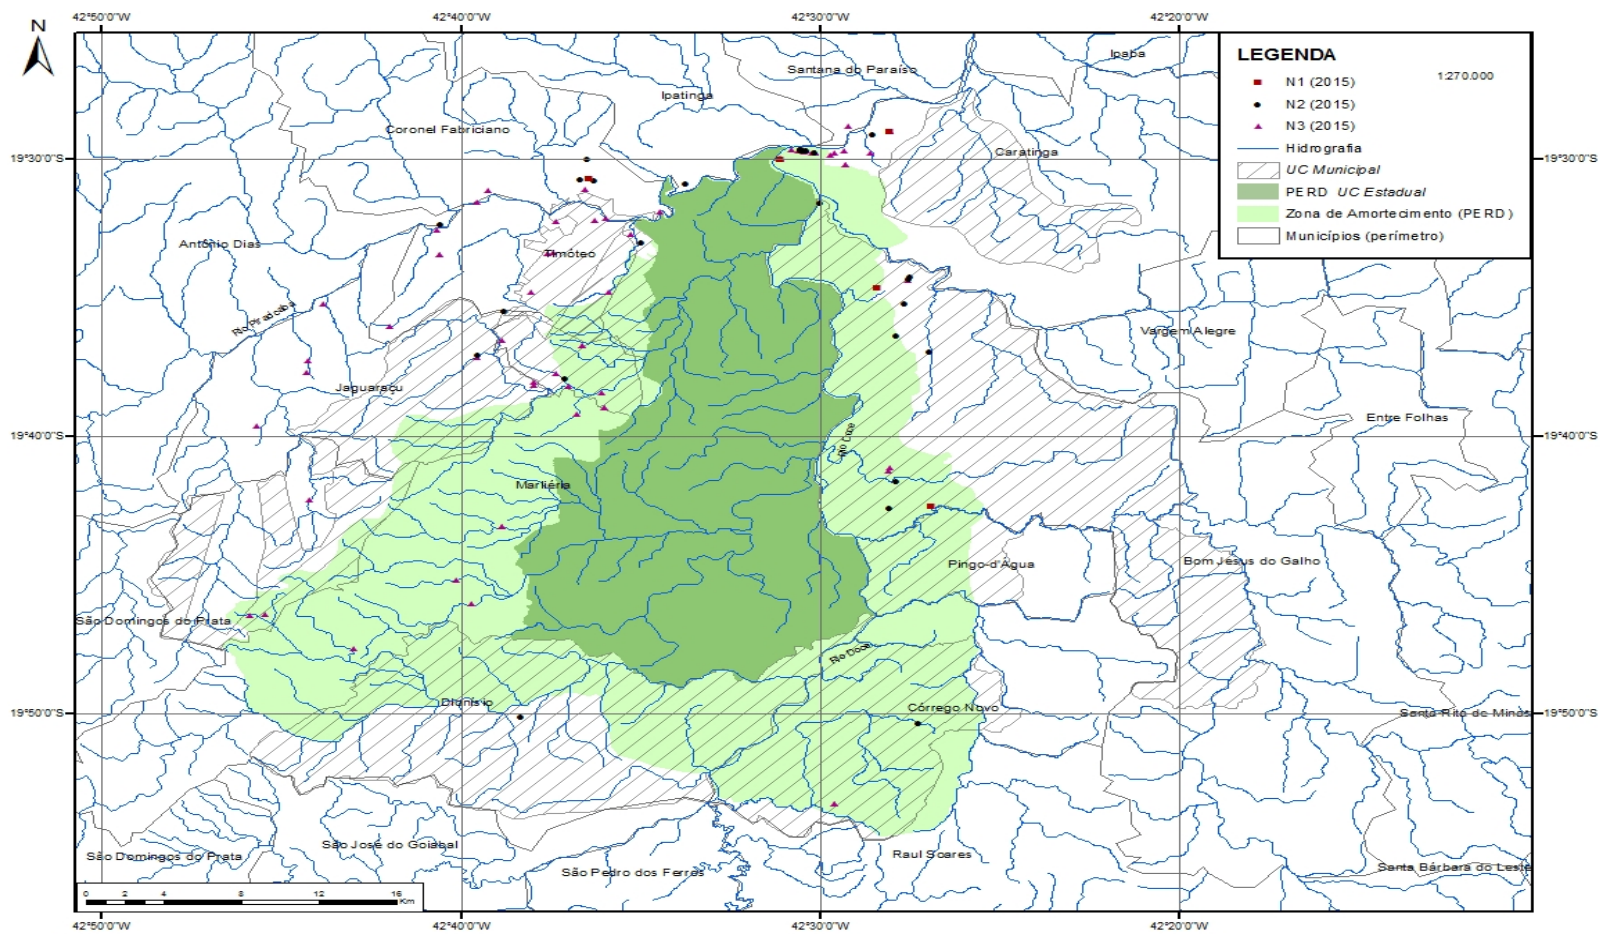 42°50'0"W 42°40'0"W 42°30'0"W 42°20'0"W
N
LEGENDA
1:270.000
N1 (2015)
N2 (2015)
N3 (2015)
Hidrografia
UC Municipal
PERD UC Estadual
Zona de Amortecimento (PERD)
Municípios (perímetro)
Ipaba
Santana do Paraíso
Ipatinga
Coronel Fabriciano
Caratinga
19°30'0"S 19°30'0"S
Antônio Dias
Timóteo
Rio Piracicaba
Vargem Alegre
Jaguaraçu
Entre Folhas
19°40'0"S 19°40'0"S
Rio Doce
Marliéria
Pingo-d'Água
Bom Jesus do Galho
São Domingos do Prata
Rio Doce
Dionísio
Córrego Novo
19°50'0"S 19°50'0"S
Santa Rita de Minas
São José do Goiabal
São Domingos do Prata
Raul Soares
São Pedro dos Ferros
Santa Bárbara do Leste
0 2 4 8 12 16
Km
42°50'0"W 42°40'0"W 42°30'0"W 42°20'0"W